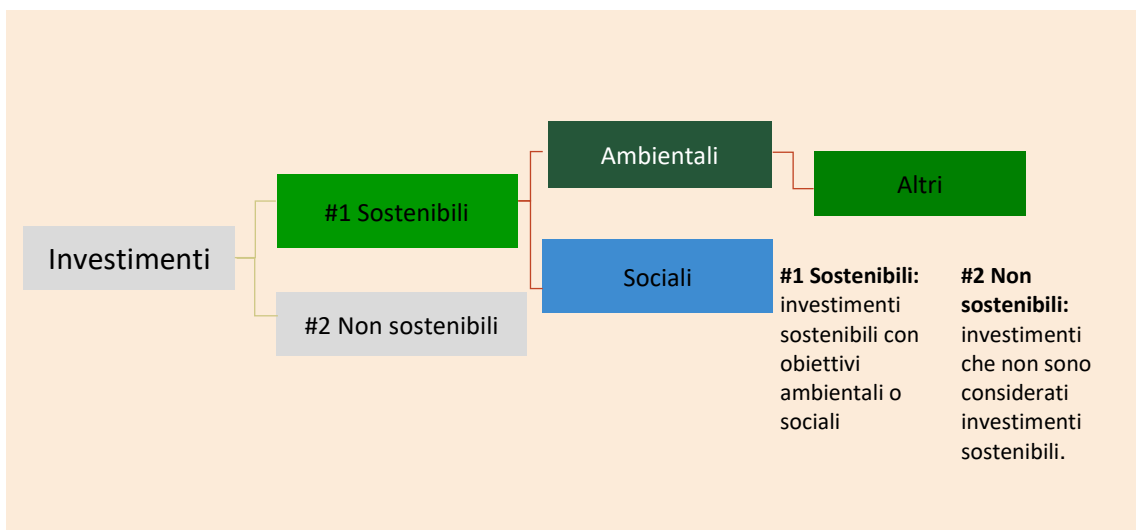 Ambientali
Altri
#1 Sostenibili
Investimenti
Sociali
#2 Non sostenibili
#1 Sostenibili:
investimenti
sostenibili con
obiettivi
ambientali o
sociali
#2 Non
sostenibili:
investimenti
che non sono
considerati
investimenti
sostenibili.